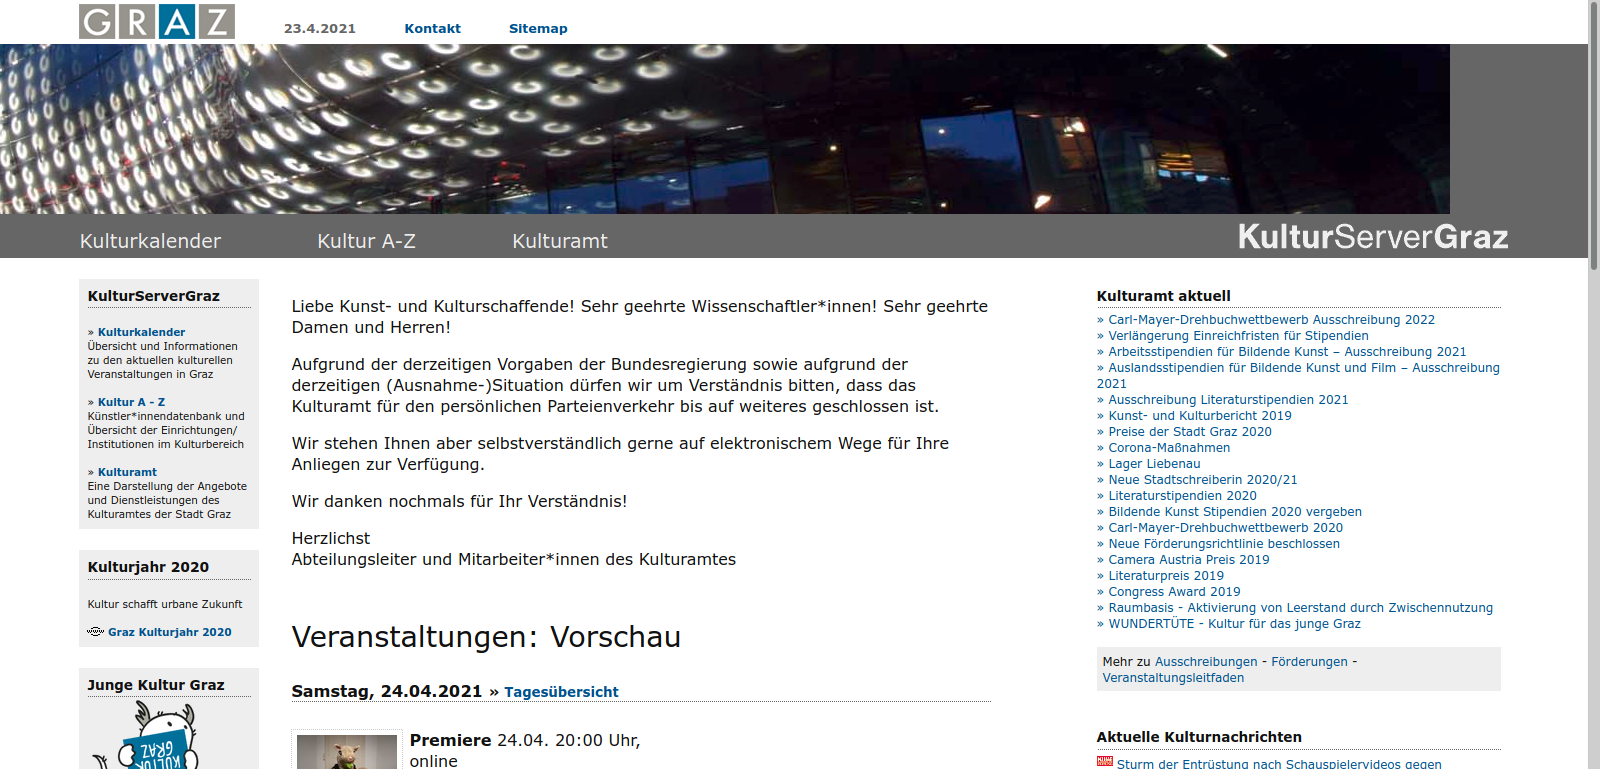 GRAZ
23.4.2021 Kontakt Sitemap
Kulturkalender Kultur A-Z Kulturamt KulturServerGraz
KulturServerGraz
» Kulturkalender
Übersicht und Informationen
zu den aktuellen kulturellen
Veranstaltungen in Graz
» Kultur A - Z
Künstler*innendatenbank und
Übersicht der Einrichtungen/
Institutionen im Kulturbereich
» Kulturamt
Eine Darstellung der Angebote
und Dienstleistungen des
Kulturamtes der Stadt Graz
Kulturjahr 2020
Kultur schafft urbane Zukunft
Graz Kulturjahr 2020
Junge Kultur Graz
KULTUR
GRAZ
Liebe Kunst- und Kulturschaffende! Sehr geehrte Wissenschaftler*innen! Sehr geehrte
Damen und Herren!
Aufgrund der derzeitigen Vorgaben der Bundesregierung sowie aufgrund der
derzeitigen (Ausnahme-)Situation dürfen wir um Verständnis bitten, dass das
Kulturamt für den persönlichen Parteienverkehr bis auf weiteres geschlossen ist.
Wir stehen Ihnen aber selbstverständlich gerne auf elektronischem Wege für Ihre
Anliegen zur Verfügung.
Wir danken nochmals für Ihr Verständnis!
Herzlichst
Abteilungsleiter und Mitarbeiter*innen des Kulturamtes
Veranstaltungen: Vorschau
Samstag, 24.04.2021 » Tagesübersicht
Premiere 24.04. 20:00 Uhr,
online
Kulturamt aktuell
» Carl-Mayer-Drehbuchwettbewerb Ausschreibung 2022
» Verlängerung Einreichfristen für Stipendien
» Arbeitsstipendien für Bildende Kunst – Ausschreibung 2021
» Auslandsstipendien für Bildende Kunst und Film – Ausschreibung
2021
» Ausschreibung Literaturstipendien 2021
» Kunst- und Kulturbericht 2019
» Preise der Stadt Graz 2020
» Corona-Maßnahmen
» Lager Liebenau
» Neue Stadtschreiberin 2020/21
» Literaturstipendien 2020
» Bildende Kunst Stipendien 2020 vergeben
» Carl-Mayer-Drehbuchwettbewerb 2020
» Neue Förderungsrichtlinie beschlossen
» Camera Austria Preis 2019
» Literaturpreis 2019
» Congress Award 2019
» Raumbasis - Aktivierung von Leerstand durch Zwischennutzung
» WUNDERTÜTE - Kultur für das junge Graz
Mehr zu Ausschreibungen - Förderungen -
Veranstaltungsleitfaden
Aktuelle Kulturnachrichten
Sturm der Entrüstung nach Schauspielervideos gegen